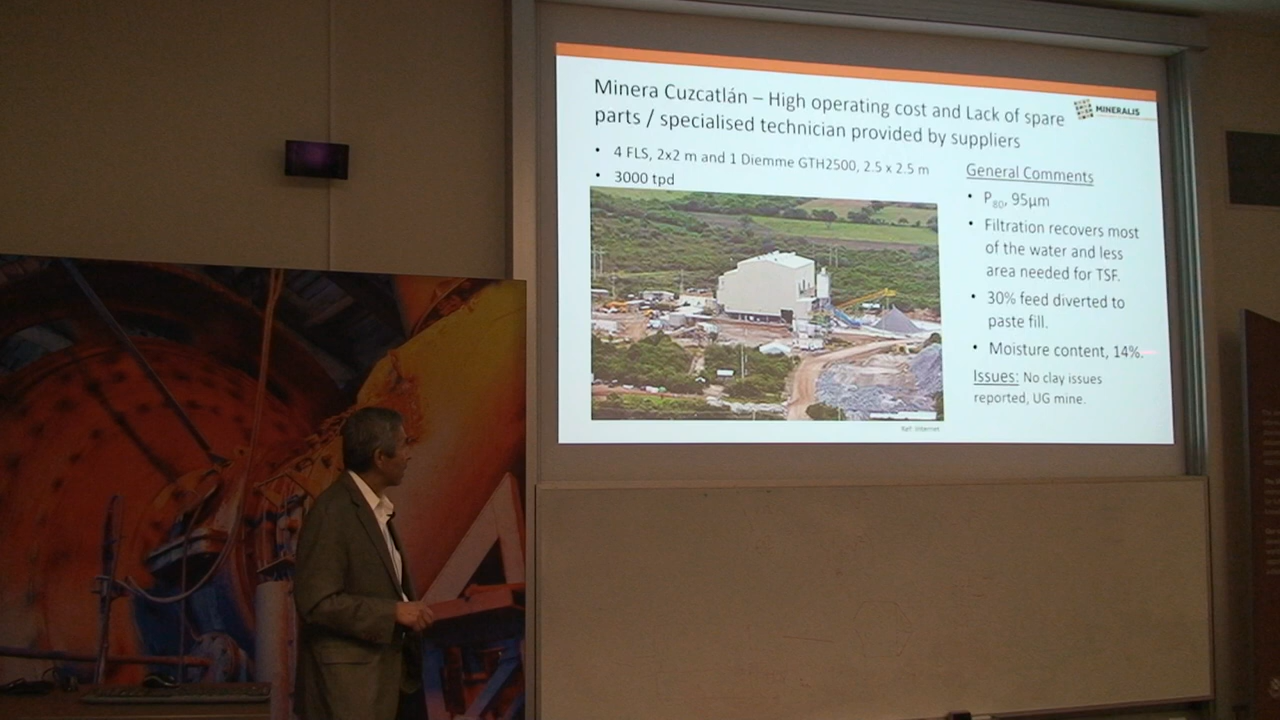 Minera Cuzcatlán – High operating cost and Lack of spare
parts / specialised technician provided by suppliers
MINERALIS
• 4 FLS, 2x2 m and 1 Diemme GTH2500, 2.5 x 2.5 m
• 3000 tpd
General Comments
• P80, 95µm
• Filtration recovers most
of the water and less
area needed for TSF.
• 30% feed diverted to
paste fill.
• Moisture content, 14%.
Issues: No clay issues
reported, UG mine.
Ref: Internet